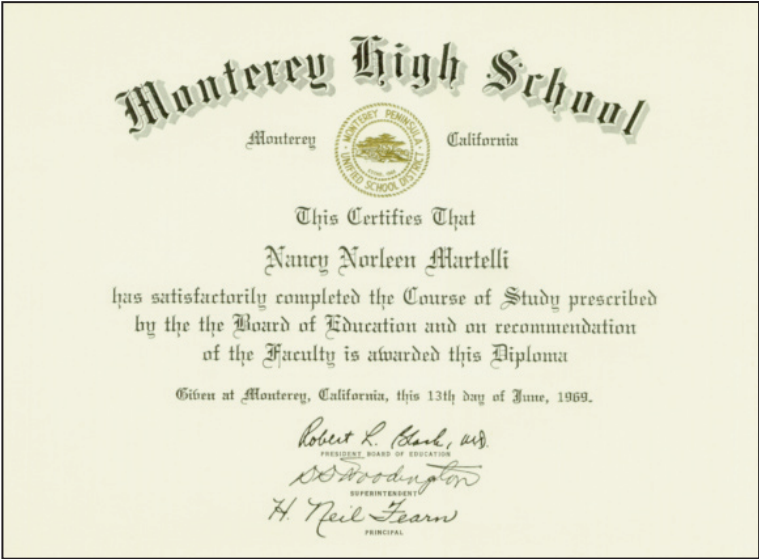 Monterey High School
Monterey
MONTEREY PENINSULA
UNIFIED SCHOOL DISTRICT
California
This Certifies That
Nancy Norleen Martelli
has satisfactorily completed the Course of Study prescribed
by the the Board of Education and on recommendation
of the Faculty is awarded this Diploma
Given at Monterey, California, this 13th day of June, 1969.
Robert L. Black, M.D.
PRESIDENT BOARD OF EDUCATION
Woodington
SUPERINTENDENT
H. Neil Fearn
PRINCIPAL